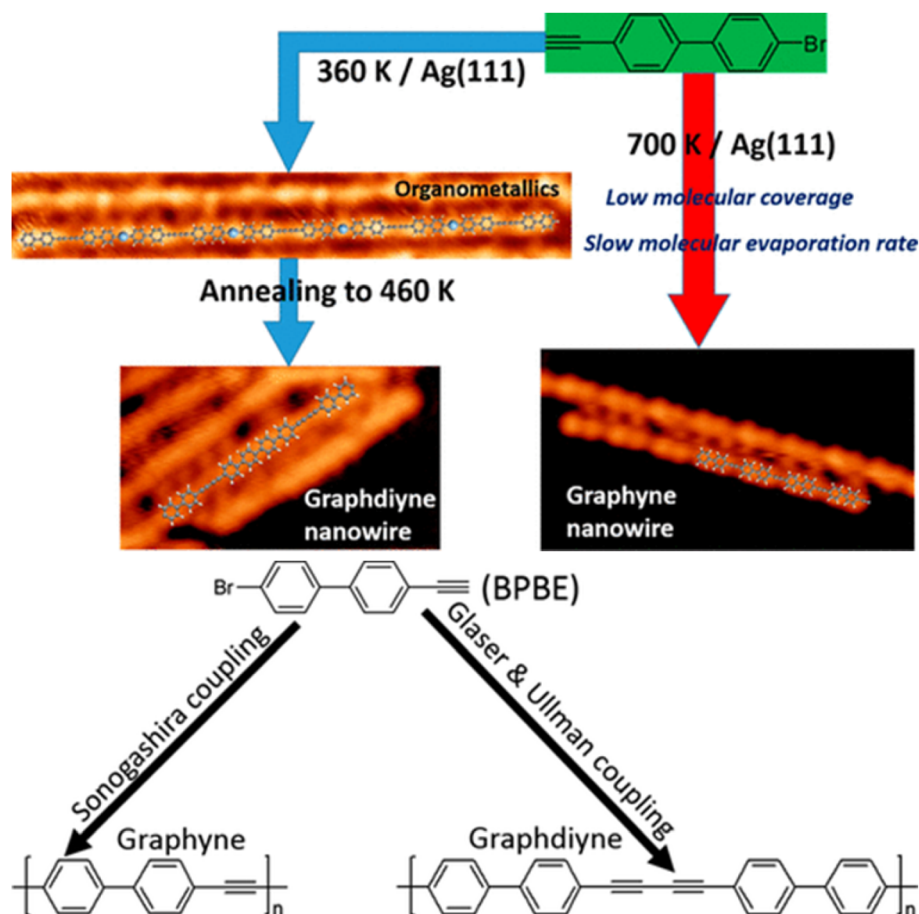 Br
360 K / Ag(111)
700 K / Ag(111)
Organometallics
Low molecular coverage
Slow molecular evaporation rate
Annealing to 460 K
Graphdiyne
nanowire
Graphyne
nanowire
Br
(BPBE)
Sonogashira coupling
Glaser & Ullman coupling
Graphyne
n
Graphdiyne
n